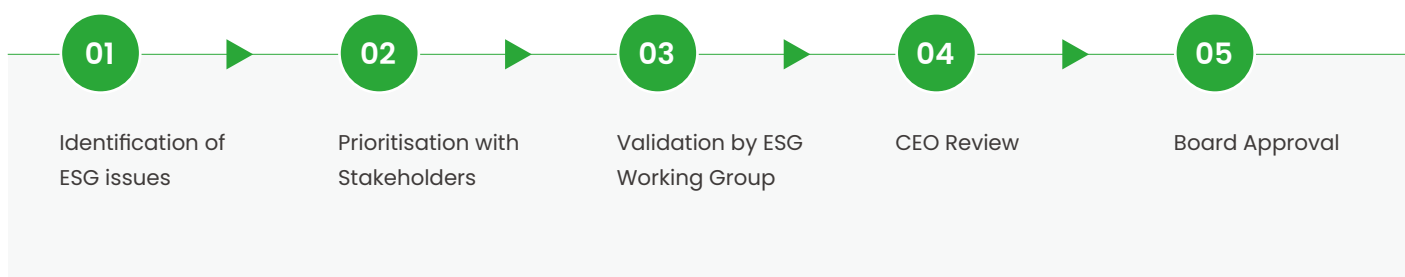 01
02
03
04
05
Identification of
ESG issues
Prioritisation with
Stakeholders
Validation by ESG
Working Group
CEO Review
Board Approval